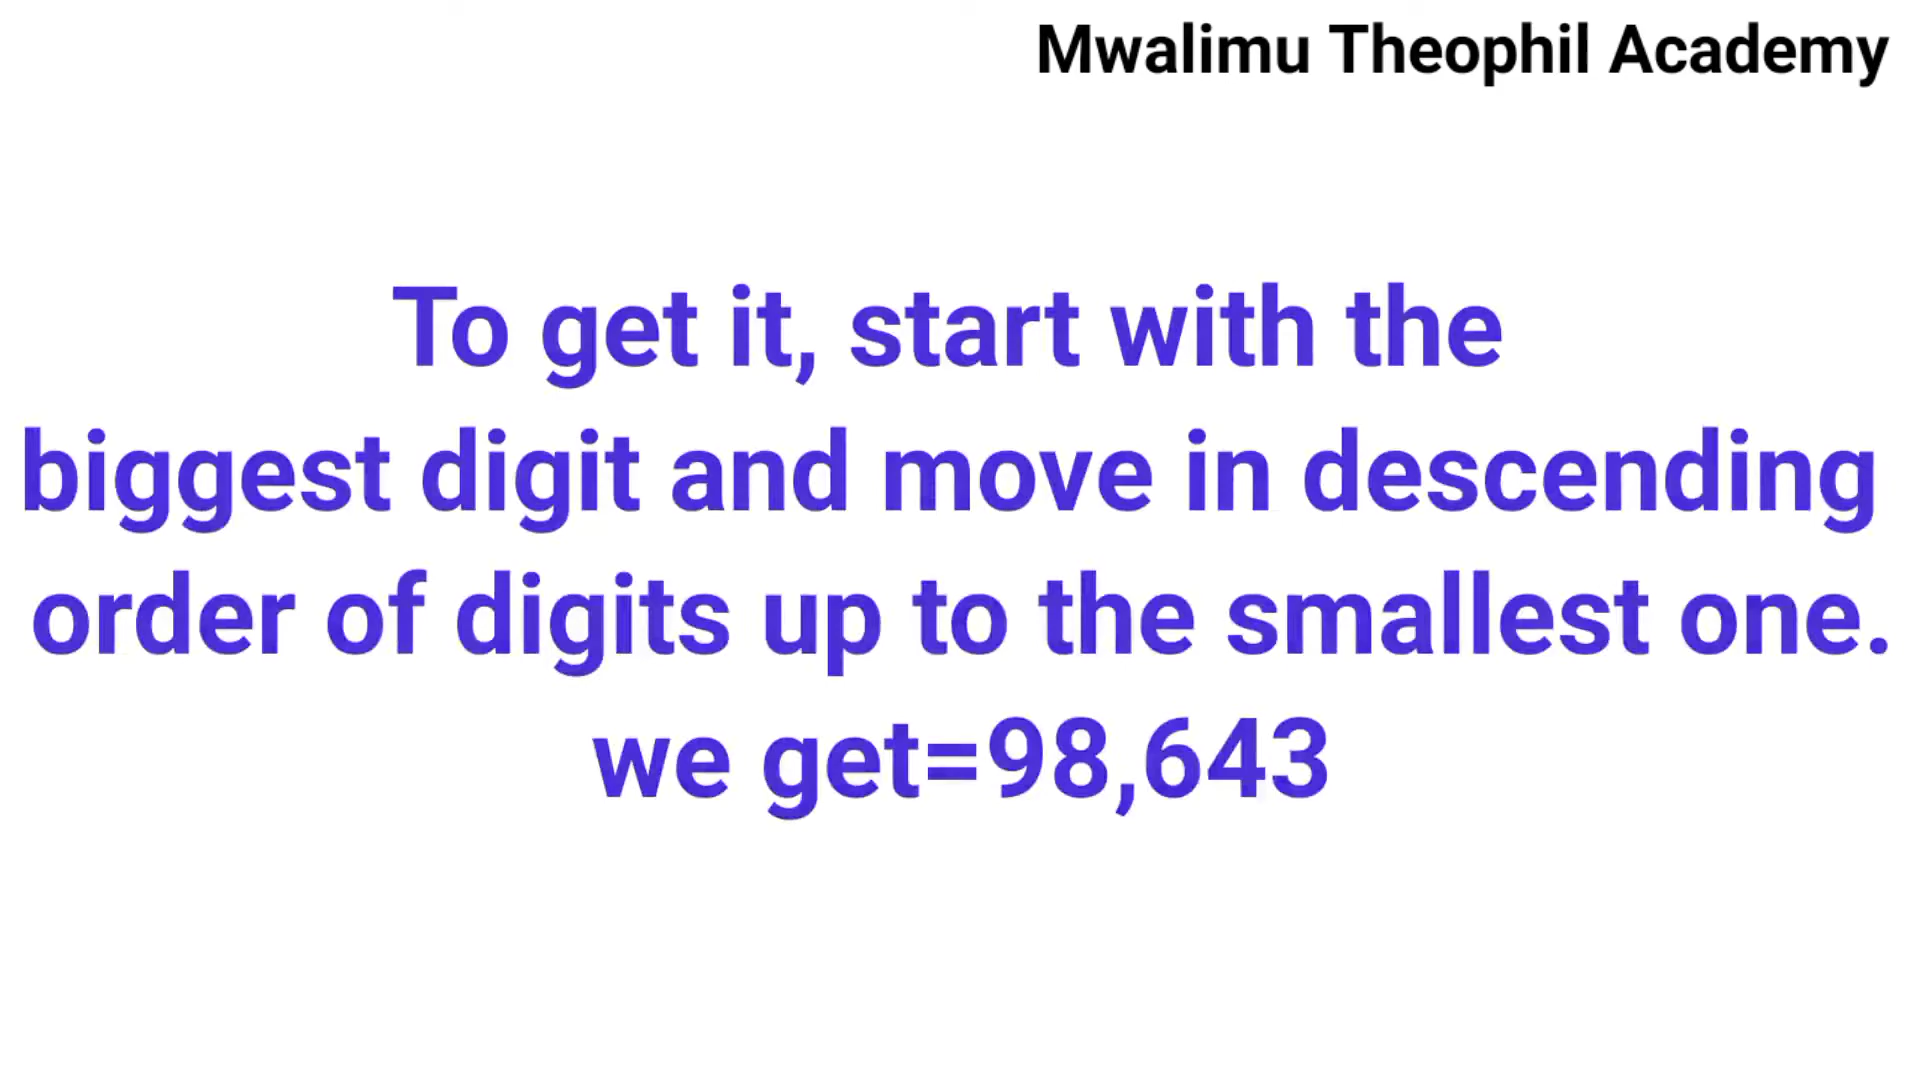 Mwalimu Theophil Academy
To get it, start with the
biggest digit and move in descending
order of digits up to the smallest one.
we get=98,643